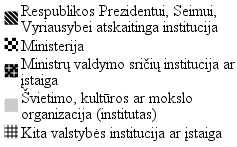 Respublikos Prezidentui, Seimui,
Vyriausybei atskaitinga institucija
Ministerija
Ministrų valdymo sričių institucija ar
įstaiga
Švietimo, kultūros ar mokslo
organizacija (institutas)
Kita valstybės institucija ar įstaiga